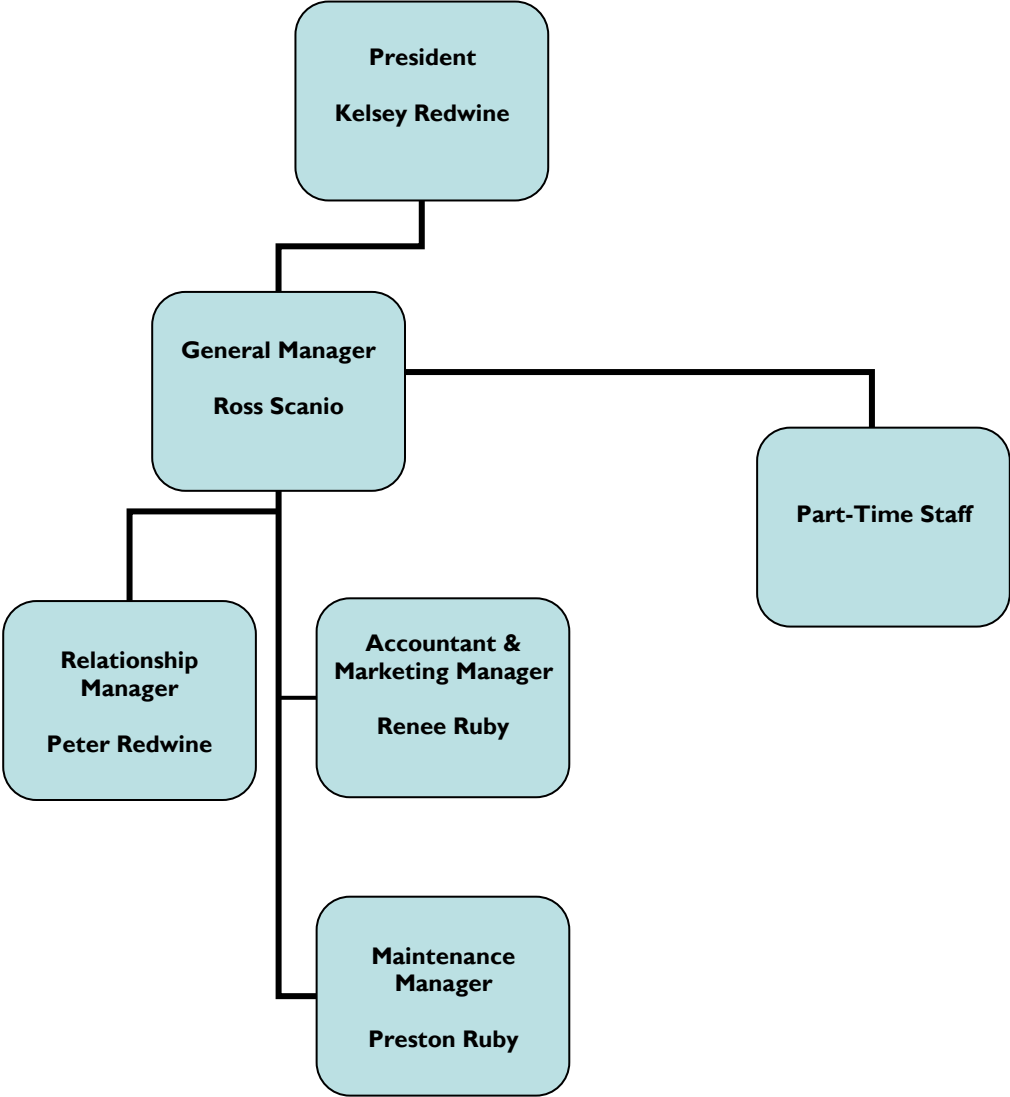 President
Kelsey Redwine
General Manager
Ross Scanio
Part-Time Staff
Relationship
Manager
Peter Redwine
Accountant &
Marketing Manager
Renee Ruby
Maintenance
Manager
Preston Ruby